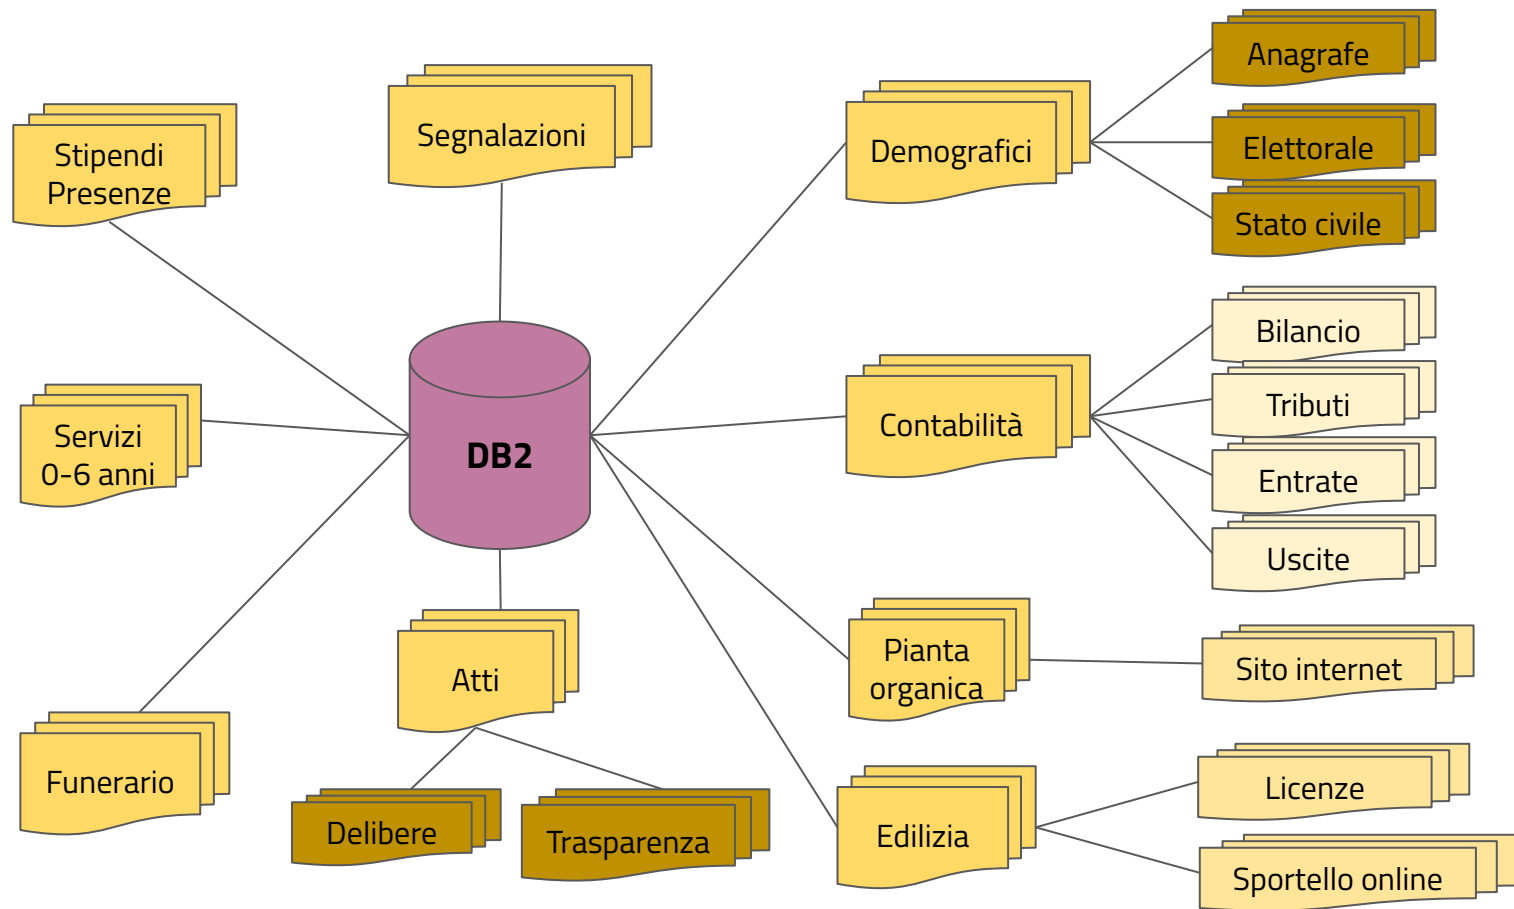 Stipendi
Presenze
Segnalazioni
Demografici
Anagrafe
Elettorale
Stato civile
Servizi
0-6 anni
DB2
Contabilità
Bilancio
Tributi
Entrate
Uscite
Funerario
Atti
Delibere
Trasparenza
Pianta
organica
Sito internet
Edilizia
Licenze
Sportello online